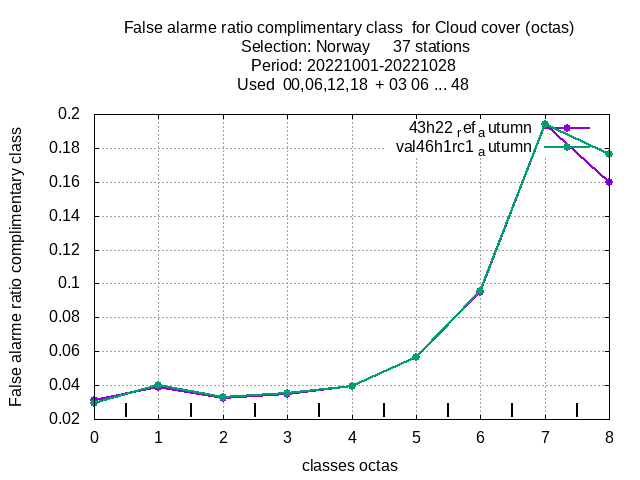 False alarme ratio complimentary class for Cloud cover (octas)
Selection: Norway 37 stations
Period: 20221001-20221028
Used 00,06,12,18 + 03 06 ... 48
43h22 ref autumn
val46h1rc1 autumn
False alarme ratio complimentary class
0.2
0.18
0.16
0.14
0.12
0.1
0.08
0.06
0.04
0.02
0 1 2 3 4 5 6 7 8
classes octas